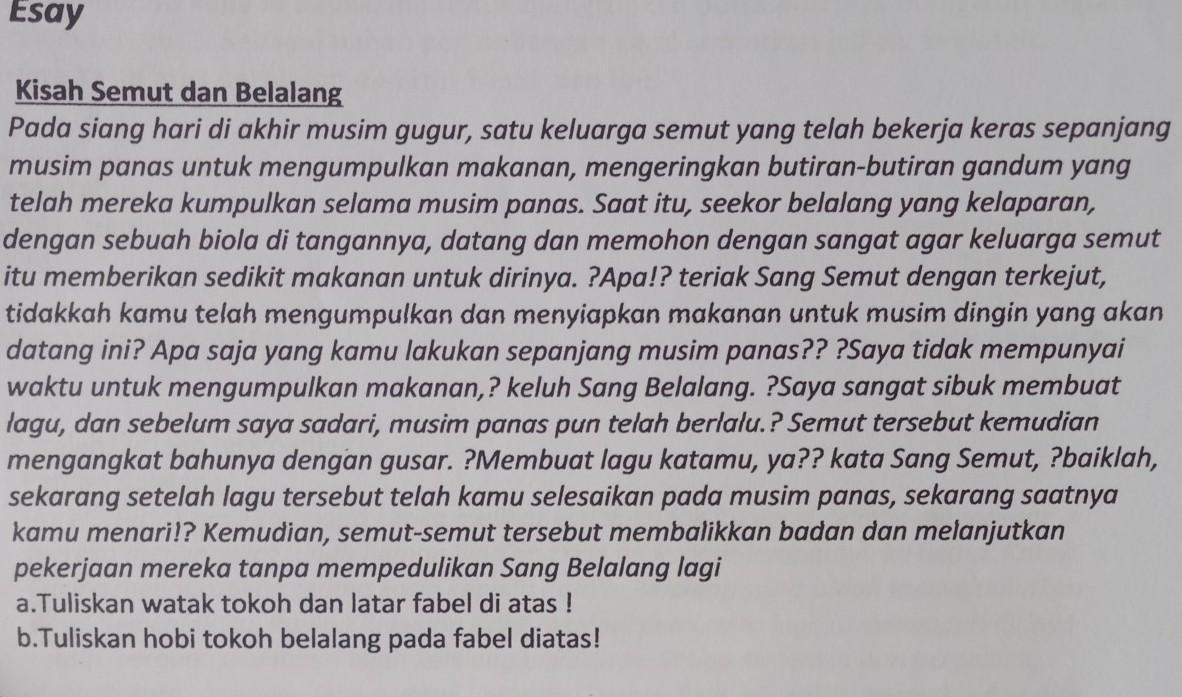 Esay
Kisah Semut dan Belalang
Pada siang hari di akhir musim gugur, satu keluarga semut yang telah bekerja keras sepanjang
musim panas untuk mengumpulkan makanan, mengeringkan butiran-butiran gandum yang
telah mereka kumpulkan selama musim panas. Saat itu, seekor belalang yang kelaparan,
dengan sebuah biola di tangannya, datang dan memohon dengan sangat agar keluarga semut
itu memberikan sedikit makanan untuk dirinya. ?Apa!? teriak Sang Semut dengan terkejut,
tidakkah kamu telah mengumpulkan dan menyiapkan makanan untuk musim dingin yang akan
datang ini? Apa saja yang kamu lakukan sepanjang musim panas?? ?Saya tidak mempunyai
waktu untuk mengumpulkan makanan,? keluh Sang Belalang. ?Saya sangat sibuk membuat
lagu, dan sebelum saya sadari, musim panas pun telah berlalu.? Semut tersebut kemudian
mengangkat bahunya dengan gusar. ?Membuat lagu katamu, ya?? kata Sang Semut, ?baiklah,
sekarang setelah lagu tersebut telah kamu selesaikan pada musim panas, sekarang saatnya
kamu menari!? Kemudian, semut-semut tersebut membalikkan badan dan melanjutkan
pekerjaan mereka tanpa mempedulikan Sang Belalang lagi
a.Tuliskan watak tokoh dan latar fabel di atas !
b.Tuliskan hobi tokoh belalang pada fabel diatas!